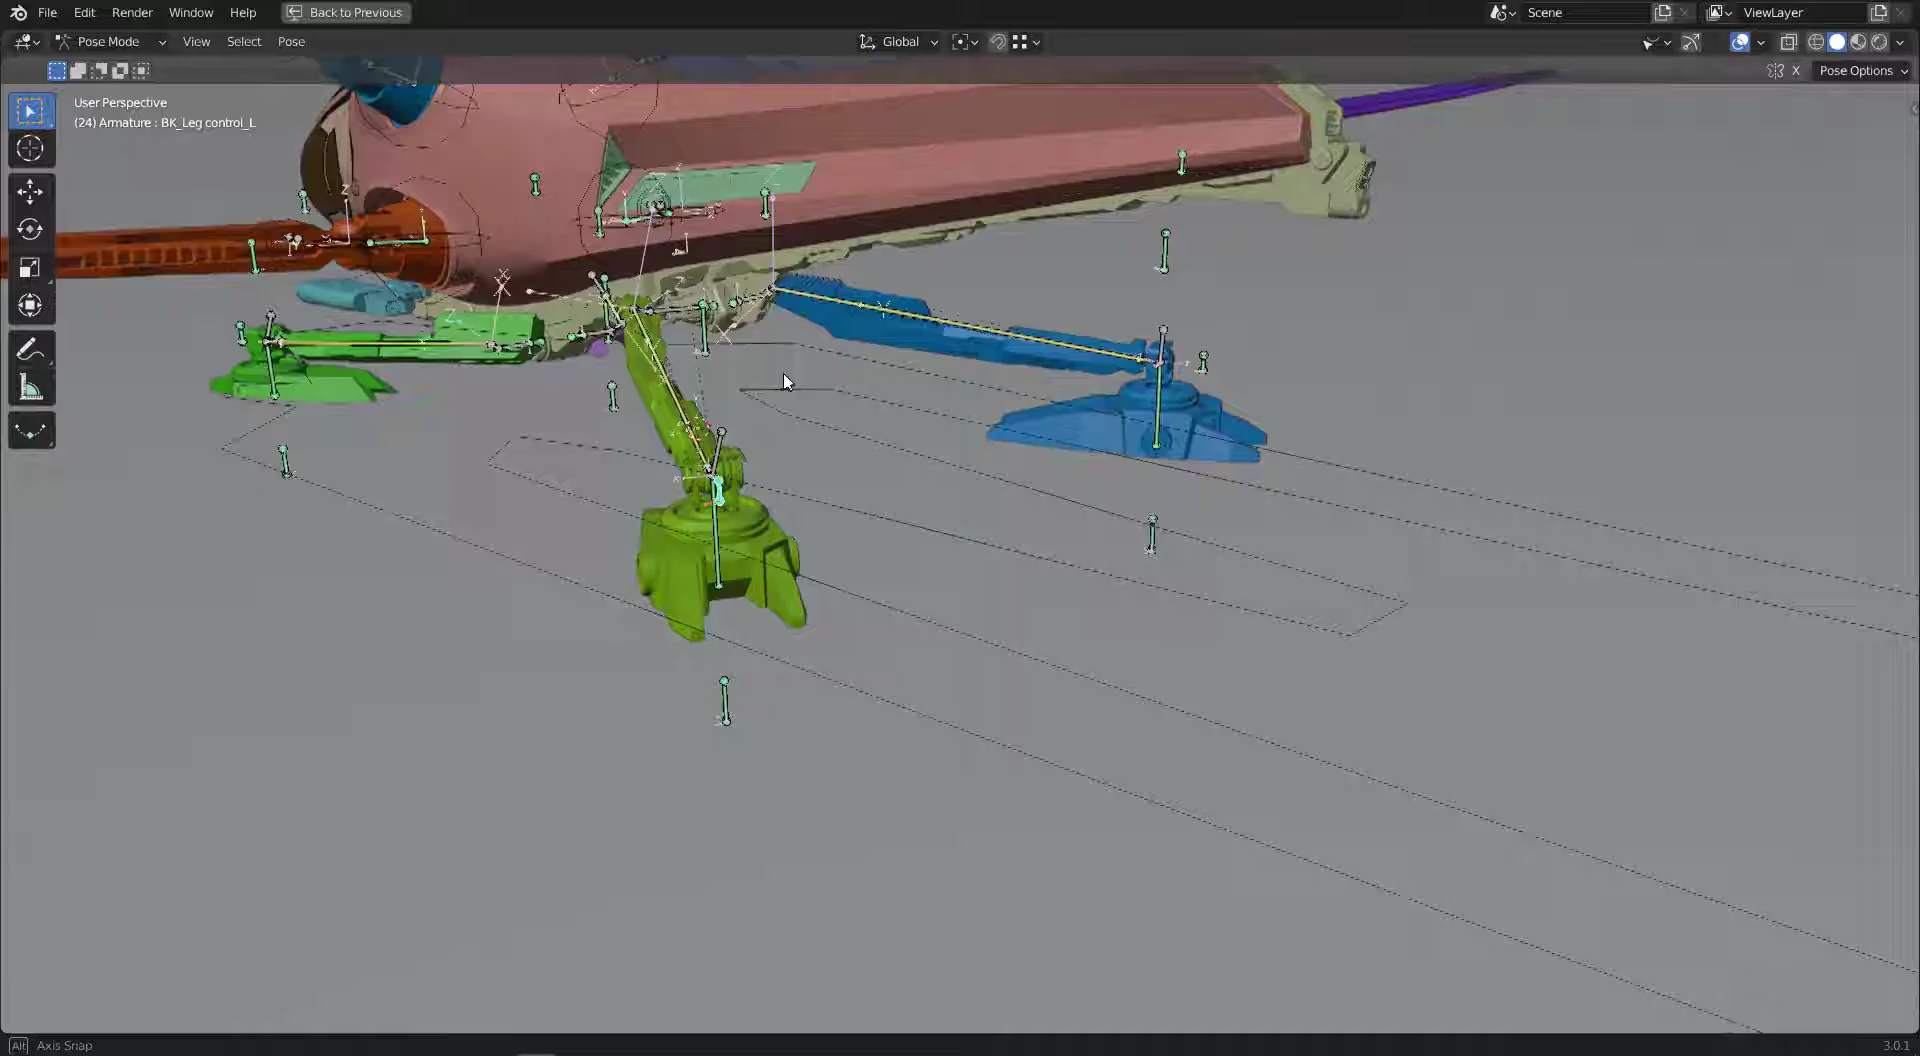 File Edit Render Window Help Back to Previous Scene ViewLayer
Pose Mode View Select Pose Global
X Pose Options
User Perspective
(24) Armature : BK_Leg control_L
Alt Axis Snap 3.0.1